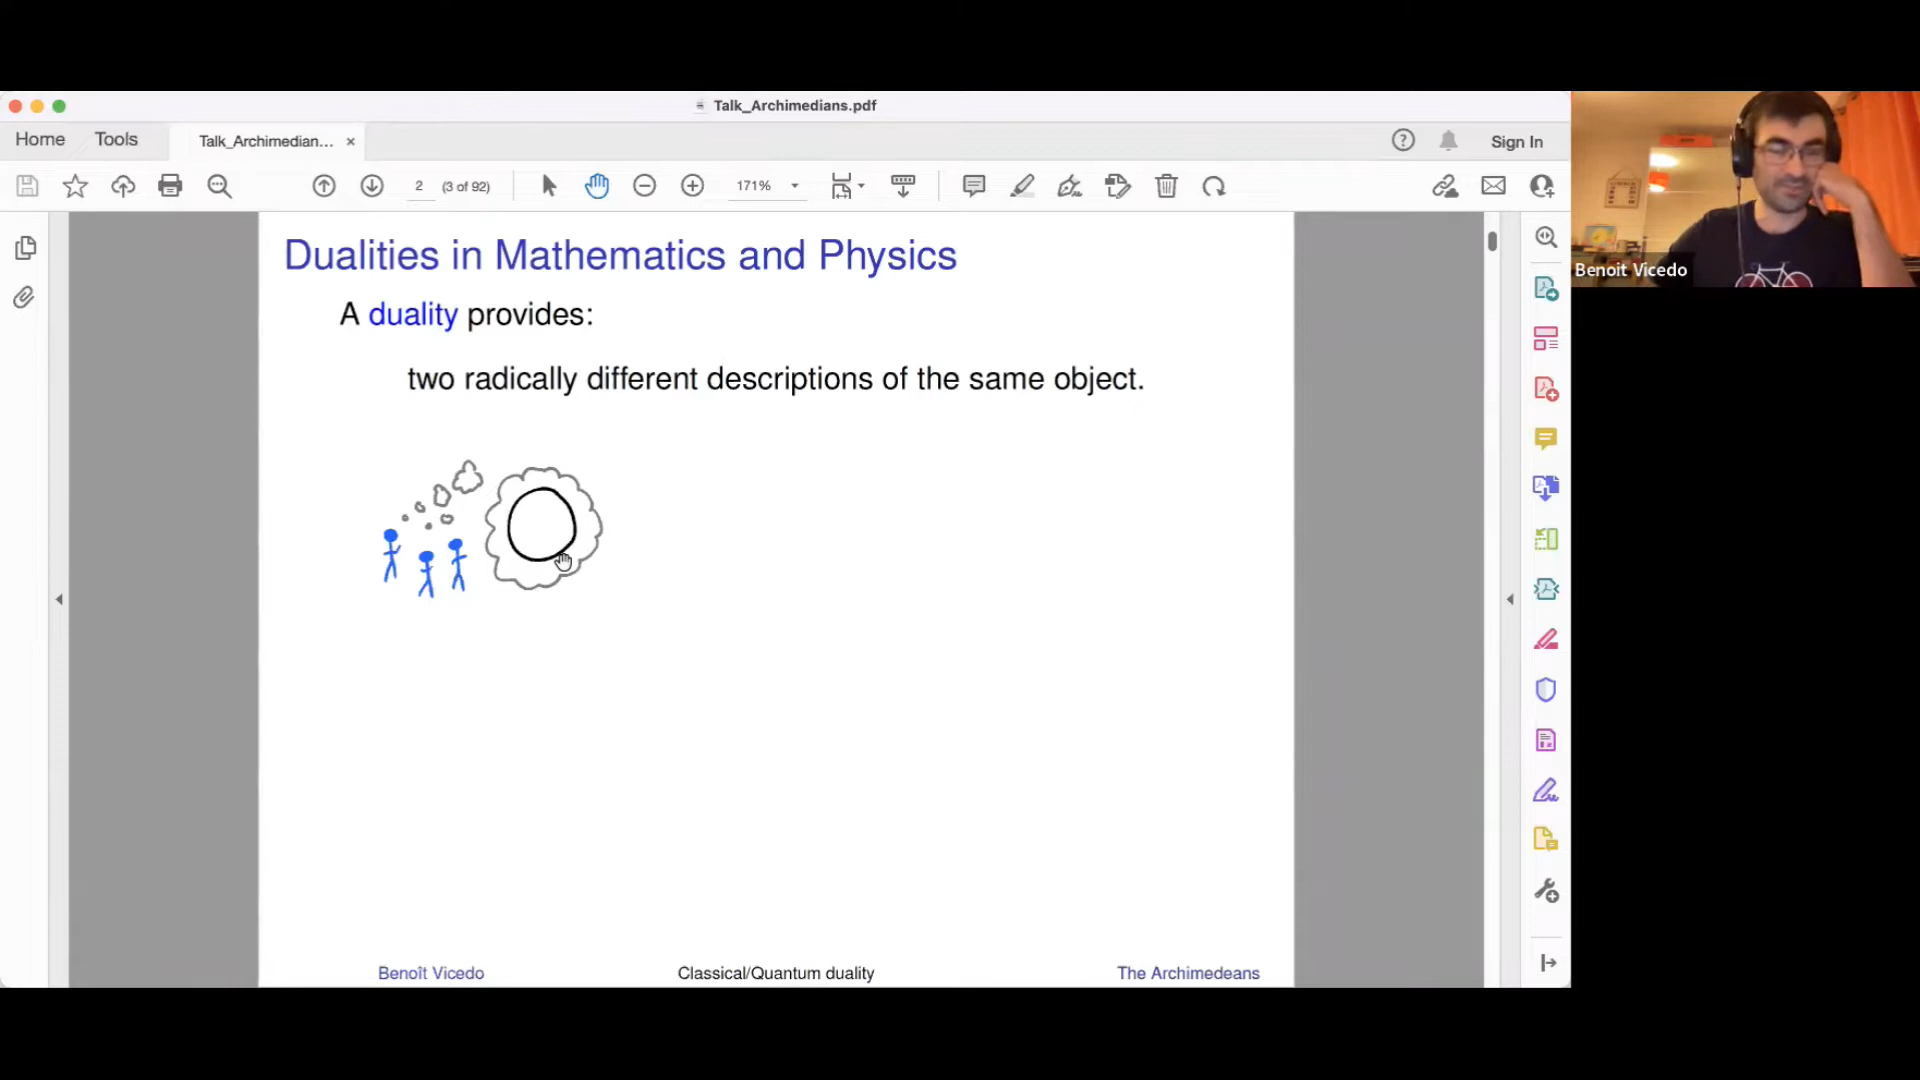 Talk_Archimedians.pdf
Home
Tools
Talk_Archimedian...
Sign In
2
(3 of 92)
171%
Dualities in Mathematics and Physics
A duality provides:
two radically different descriptions of the same object.
Benoit Vicedo
Benoît Vicedo
Classical/Quantum duality
The Archimedeans